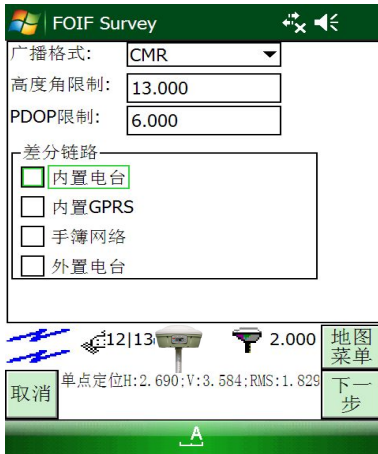 FOIF Survey
广播格式: CMR
高度角限制: 13.000
PDOP限制: 6.000
差分链路
内置电台
内置GPRS
手簿网络
外置电台
12|13 2.000 地图菜单
取消 单点定位H:2.690;V:3.584;RMS:1.829 下一步
A